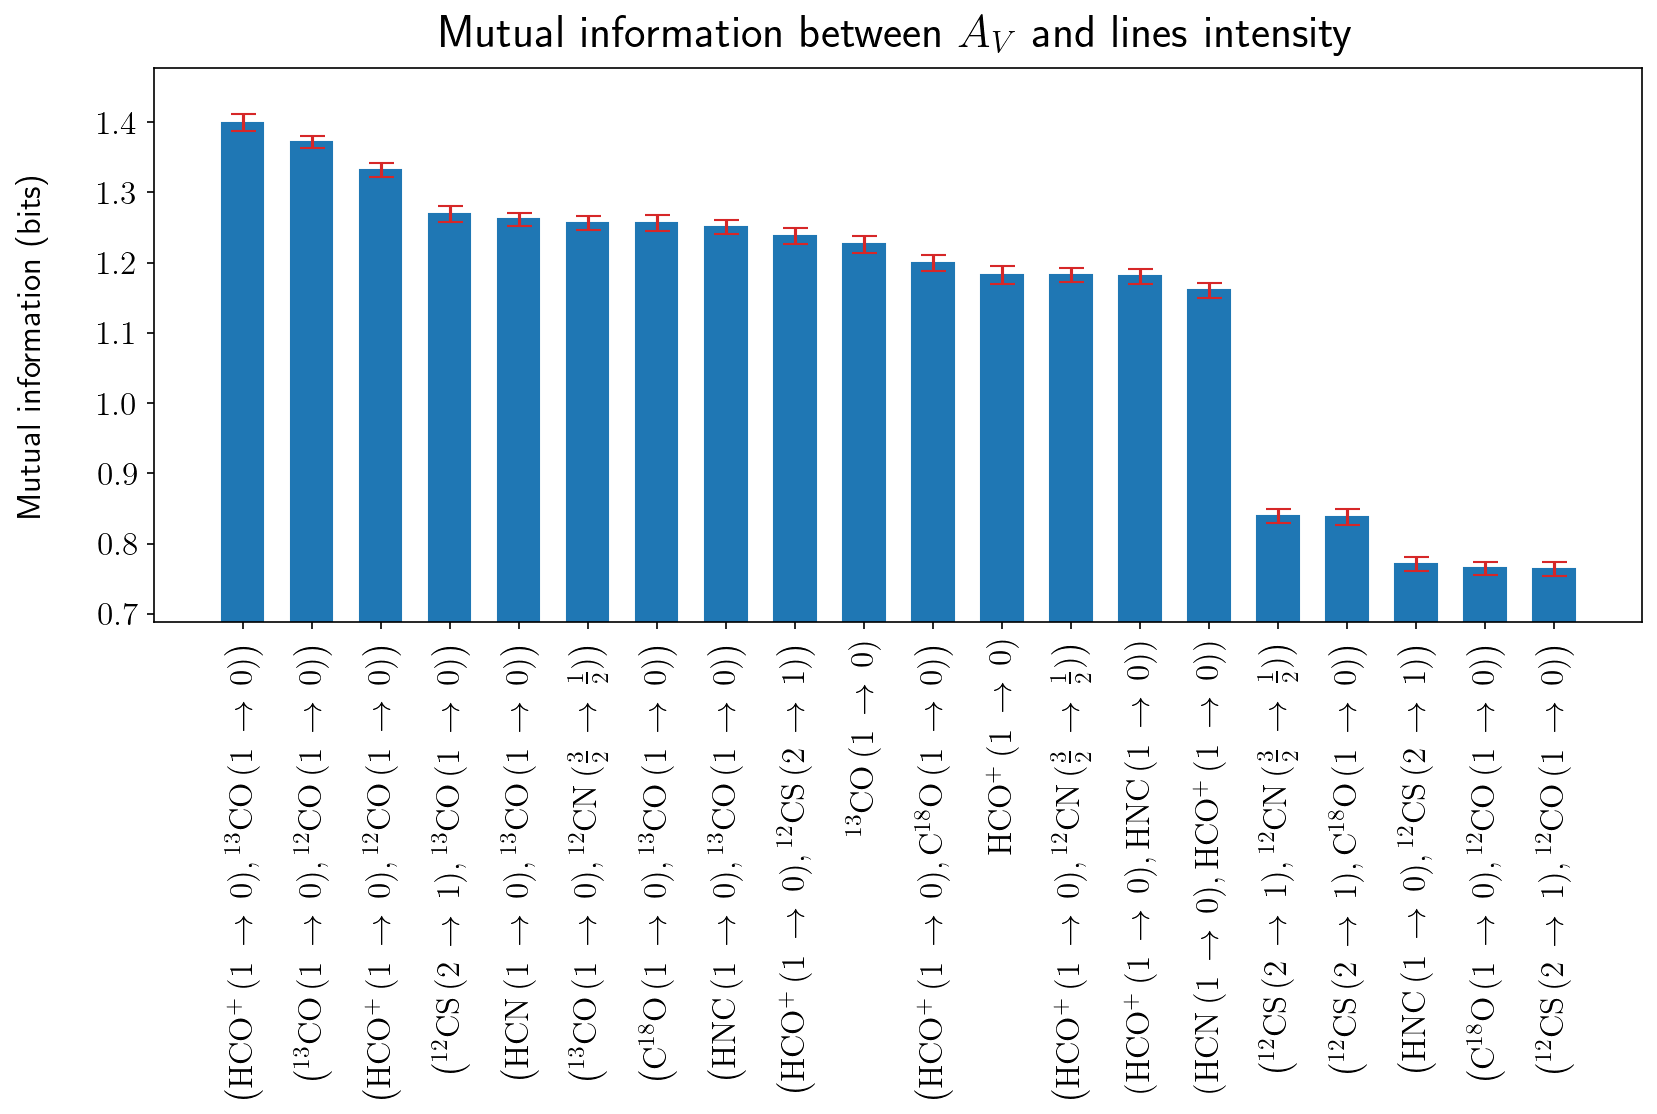 Mutual information between A_V and lines intensity
Mutual information (bits)
1.4
1.3
1.2
1.1
1.0
0.9
0.8
0.7
(HCO⁺ (1 → 0), ¹³CO (1 → 0))
(¹³CO (1 → 0), ¹²CO (1 → 0))
(HCO⁺ (1 → 0), ¹²CO (1 → 0))
(¹²CS (2 → 1), ¹³CO (1 → 0))
(HCN (1 → 0), ¹³CO (1 → 0))
(¹³CO (1 → 0), ¹²CN (3/2 → 1/2))
(C¹⁸O (1 → 0), ¹³CO (1 → 0))
(HNC (1 → 0), ¹³CO (1 → 0))
(HCO⁺ (1 → 0), ¹²CS (2 → 1))
¹³CO (1 → 0)
(HCO⁺ (1 → 0), C¹⁸O (1 → 0))
HCO⁺ (1 → 0)
(HCO⁺ (1 → 0), ¹²CN (3/2 → 1/2))
(HCO⁺ (1 → 0), HNC (1 → 0))
(HCN (1 → 0), HCO⁺ (1 → 0))
(¹²CS (2 → 1), ¹²CN (3/2 → 1/2))
(¹²CS (2 → 1), C¹⁸O (1 → 0))
(HNC (1 → 0), ¹²CS (2 → 1))
(C¹⁸O (1 → 0), ¹²CO (1 → 0))
(¹²CS (2 → 1), ¹²CO (1 → 0))